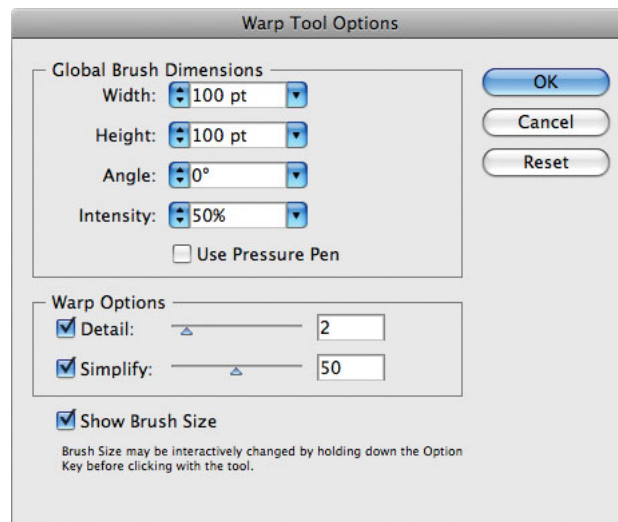 Warp Tool Options
Global Brush Dimensions
Width: 100 pt
Height: 100 pt
Angle: 0°
Intensity: 50%
Use Pressure Pen
OK
Cancel
Reset
Warp Options
Detail: 2
Simplify: 50
Show Brush Size
Brush Size may be interactively changed by holding down the Option
Key before clicking with the tool.